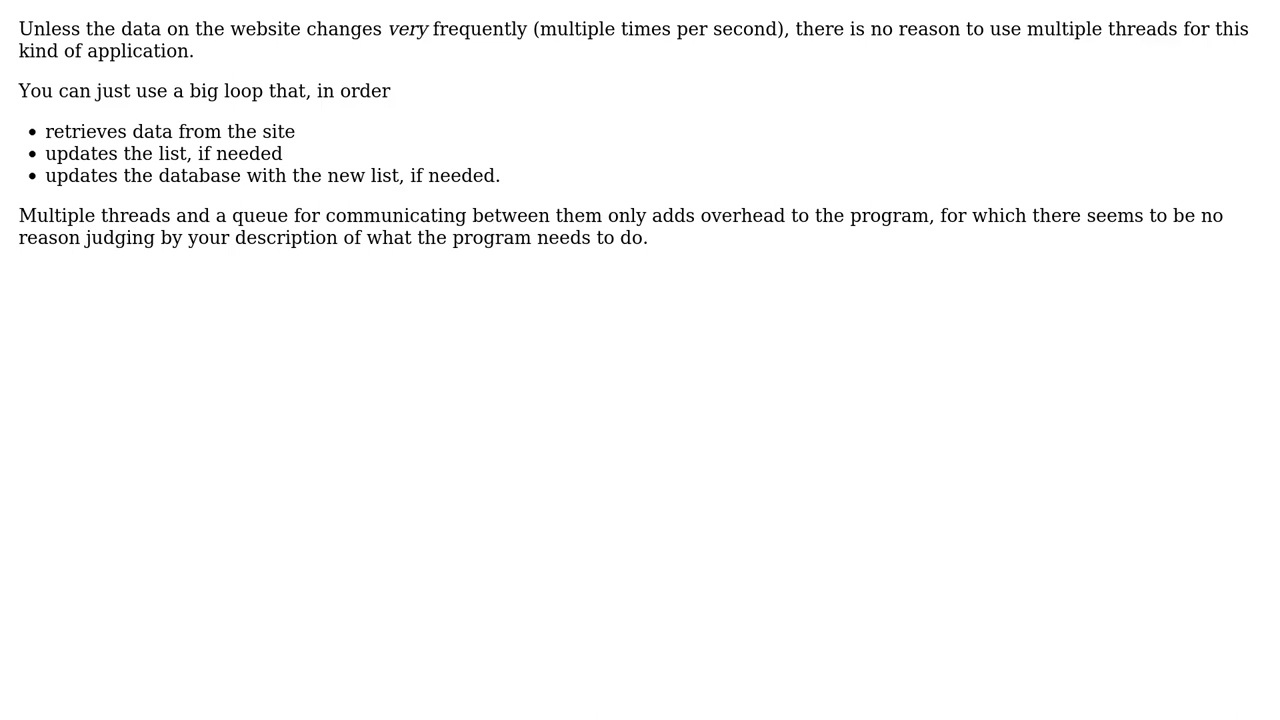 Unless the data on the website changes very frequently (multiple times per second), there is no reason to use multiple threads for this
kind of application.
You can just use a big loop that, in order
• retrieves data from the site
• updates the list, if needed
• updates the database with the new list, if needed.
Multiple threads and a queue for communicating between them only adds overhead to the program, for which there seems to be no
reason judging by your description of what the program needs to do.